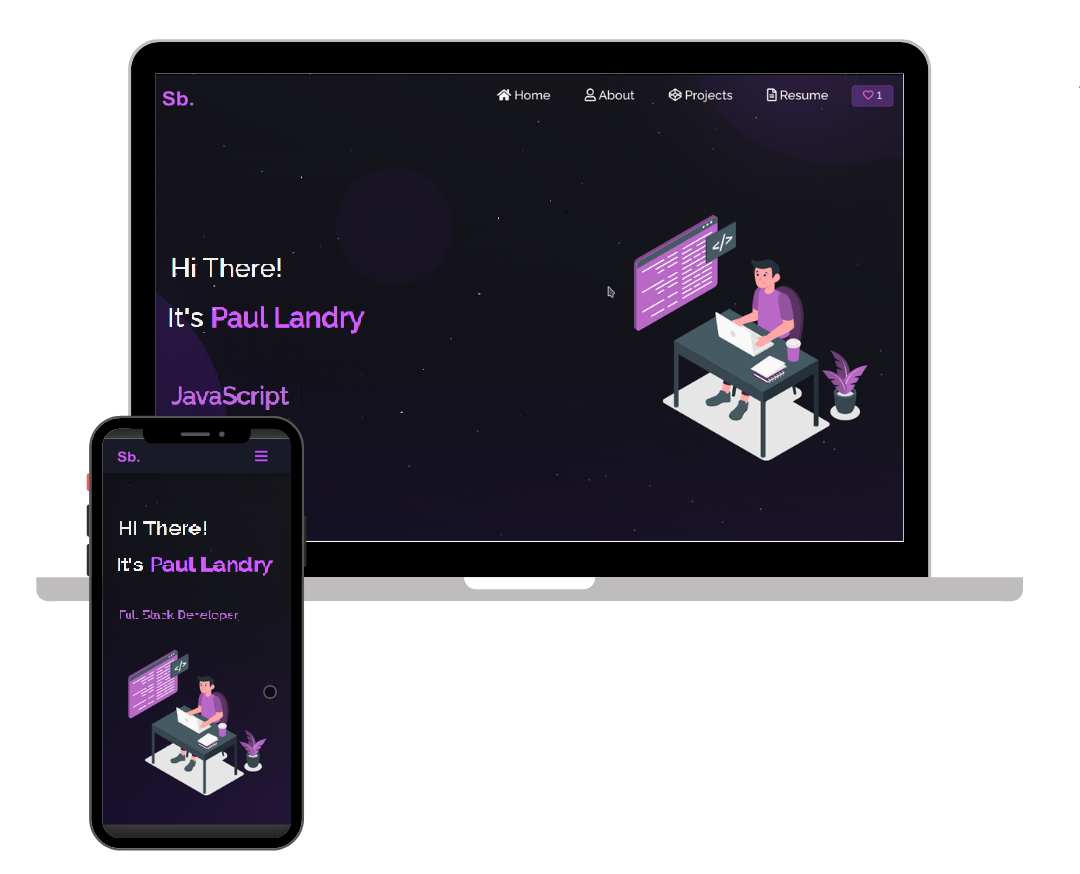 Sb.
Home About Projects Resume 1
</>
Hi There!
It's Paul Landry
JavaScript
Sb.
Hi There!
It's Paul Landry
Full Stack Developer
</>